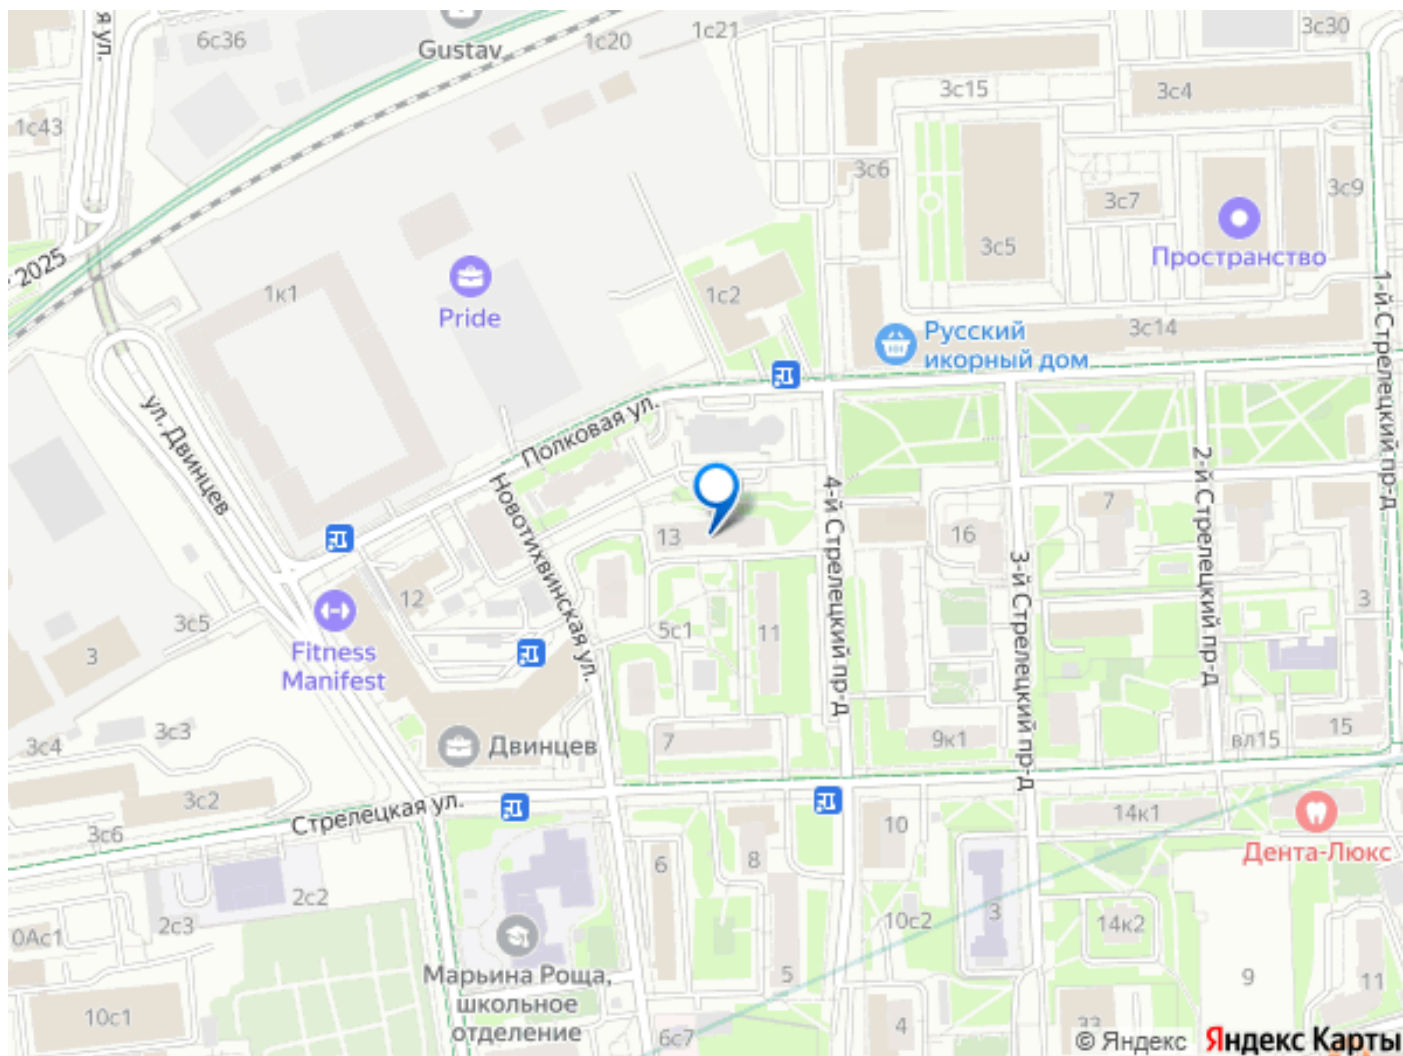 я ул.
6с36
Gustav
1с20
1с21
3с30
3с15
3с4
1с43
3с6
3с7
3с9
3с5
Пространство
2025
1к1
Pride
1с2
3с14
Русский
икорный дом
1-й Стрелецкий пр-д
ул. Двинцев
Полковая ул.
Новотихвинская ул.
4-й Стрелецкий пр-д
3-й Стрелецкий пр-д
2-й Стрелецкий пр-д
13
16
7
12
3с5
3
Fitness
Manifest
5с1
11
3
3с4
3с3
Двинцев
7
9к1
вл15
15
3с2
3с6
Стрелецкая ул.
10
14к1
Дента-Люкс
6
8
2с2
2с3
0Ас1
10с2
3
14к2
Марьина Роща,
школьное
отделение
5
9
11
10с1
6с7
4
33
© Яндекс
Яндекс Карты